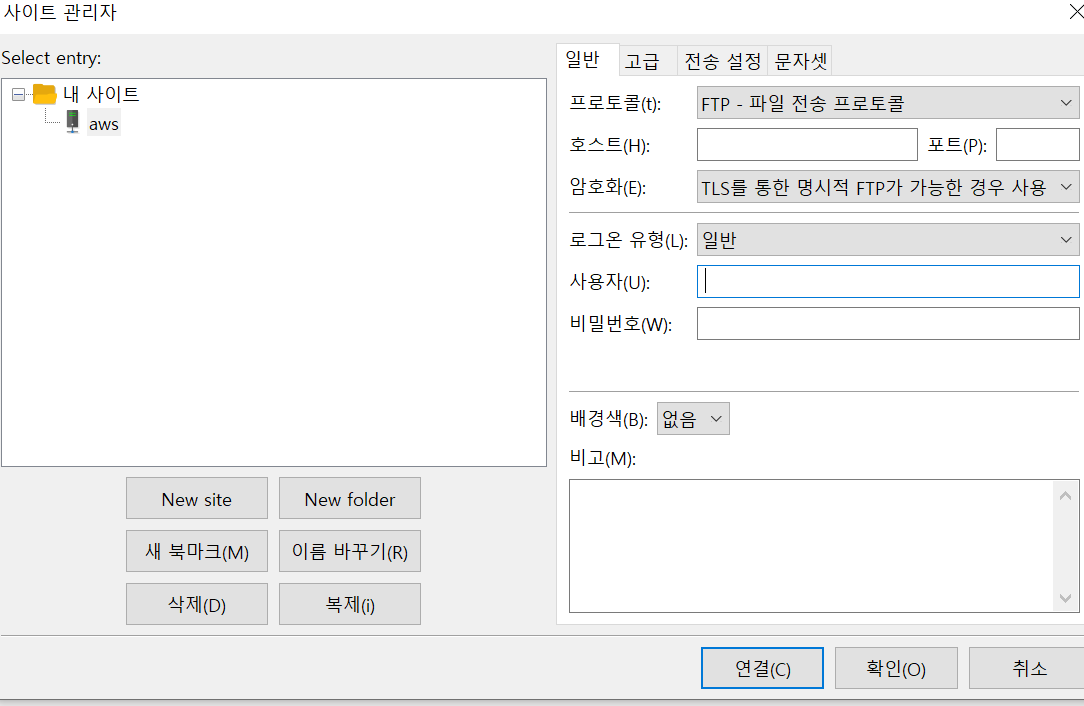 사이트 관리자
Select entry:
내 사이트
aws
New site
New folder
새 북마크(M)
이름 바꾸기(R)
삭제(D)
복제(i)
일반
고급
전송 설정
문자셋
프로토콜(t):
FTP - 파일 전송 프로토콜
호스트(H):
포트(P):
암호화(E):
TLS를 통한 명시적 FTP가 가능한 경우 사용
로그온 유형(L):
일반
사용자(U):
비밀번호(W):
배경색(B):
없음
비고(M):
연결(C)
확인(O)
취소